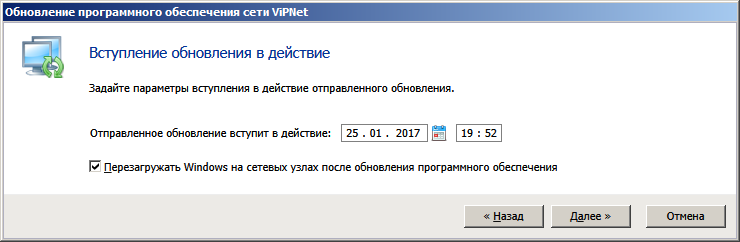 Обновление программного обеспечения сети ViPNet
Вступление обновления в действие
Задайте параметры вступления в действие отправленного обновления.
Отправленное обновление вступит в действие: 25 . 01 . 2017 19 : 52
Перезагружать Windows на сетевых узлах после обновления программного обеспечения
« Назад Далее » Отмена